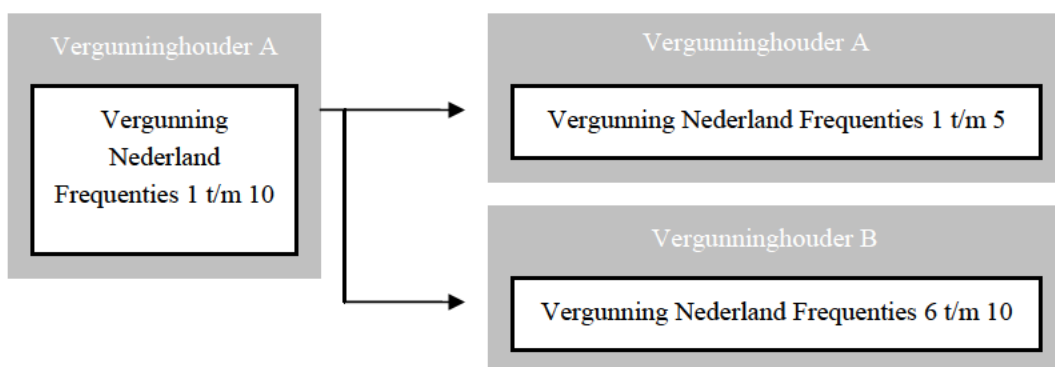 Vergunninghouder A
Vergunning
Nederland
Frequenties 1 t/m 10
Vergunninghouder A
Vergunning Nederland Frequenties 1 t/m 5
Vergunninghouder B
Vergunning Nederland Frequenties 6 t/m 10